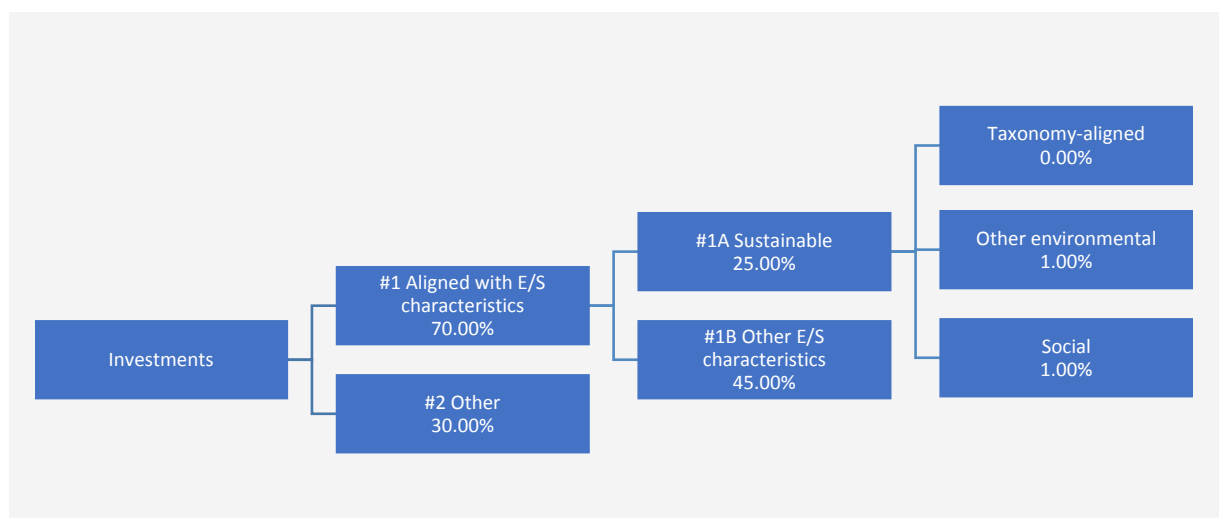 Investments
#1 Aligned with E/S
characteristics
70.00%
#2 Other
30.00%
#1A Sustainable
25.00%
#1B Other E/S
characteristics
45.00%
Taxonomy-aligned
0.00%
Other environmental
1.00%
Social
1.00%